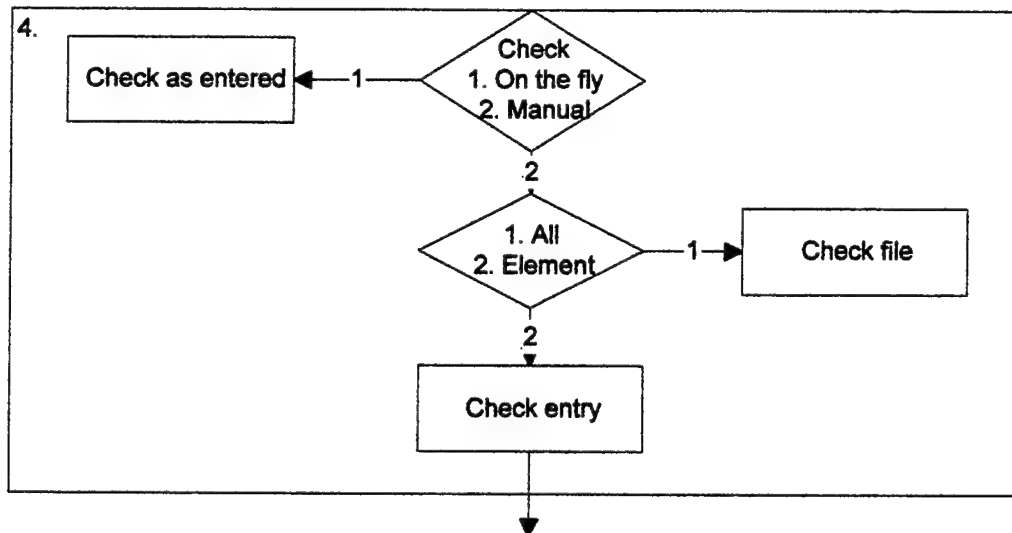 4.
Check
1. On the fly
2. Manual
Check as entered
1
2
1. All
2. Element
1
Check file
2
Check entry